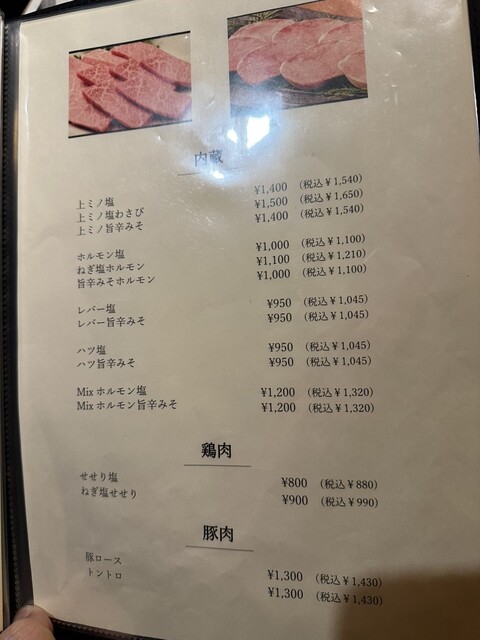 内蔵
上ミノ塩 ¥1,400 (税込¥1,540)
上ミノ塩わさび ¥1,500 (税込¥1,650)
上ミノ旨辛みそ ¥1,400 (税込¥1,540)
ホルモン塩 ¥1,000 (税込¥1,100)
ねぎ塩ホルモン ¥1,100 (税込¥1,210)
旨辛みそホルモン ¥1,000 (税込¥1,100)
レバー塩 ¥950 (税込¥1,045)
レバー旨辛みそ ¥950 (税込¥1,045)
ハツ塩 ¥950 (税込¥1,045)
ハツ旨辛みそ ¥950 (税込¥1,045)
Mix ホルモン塩 ¥1,200 (税込¥1,320)
Mix ホルモン旨辛みそ ¥1,200 (税込¥1,320)
鶏肉
せせり塩 ¥800 (税込¥880)
ねぎ塩せせり ¥900 (税込¥990)
豚肉
豚ロース ¥1,300 (税込¥1,430)
トントロ ¥1,300 (税込¥1,430)